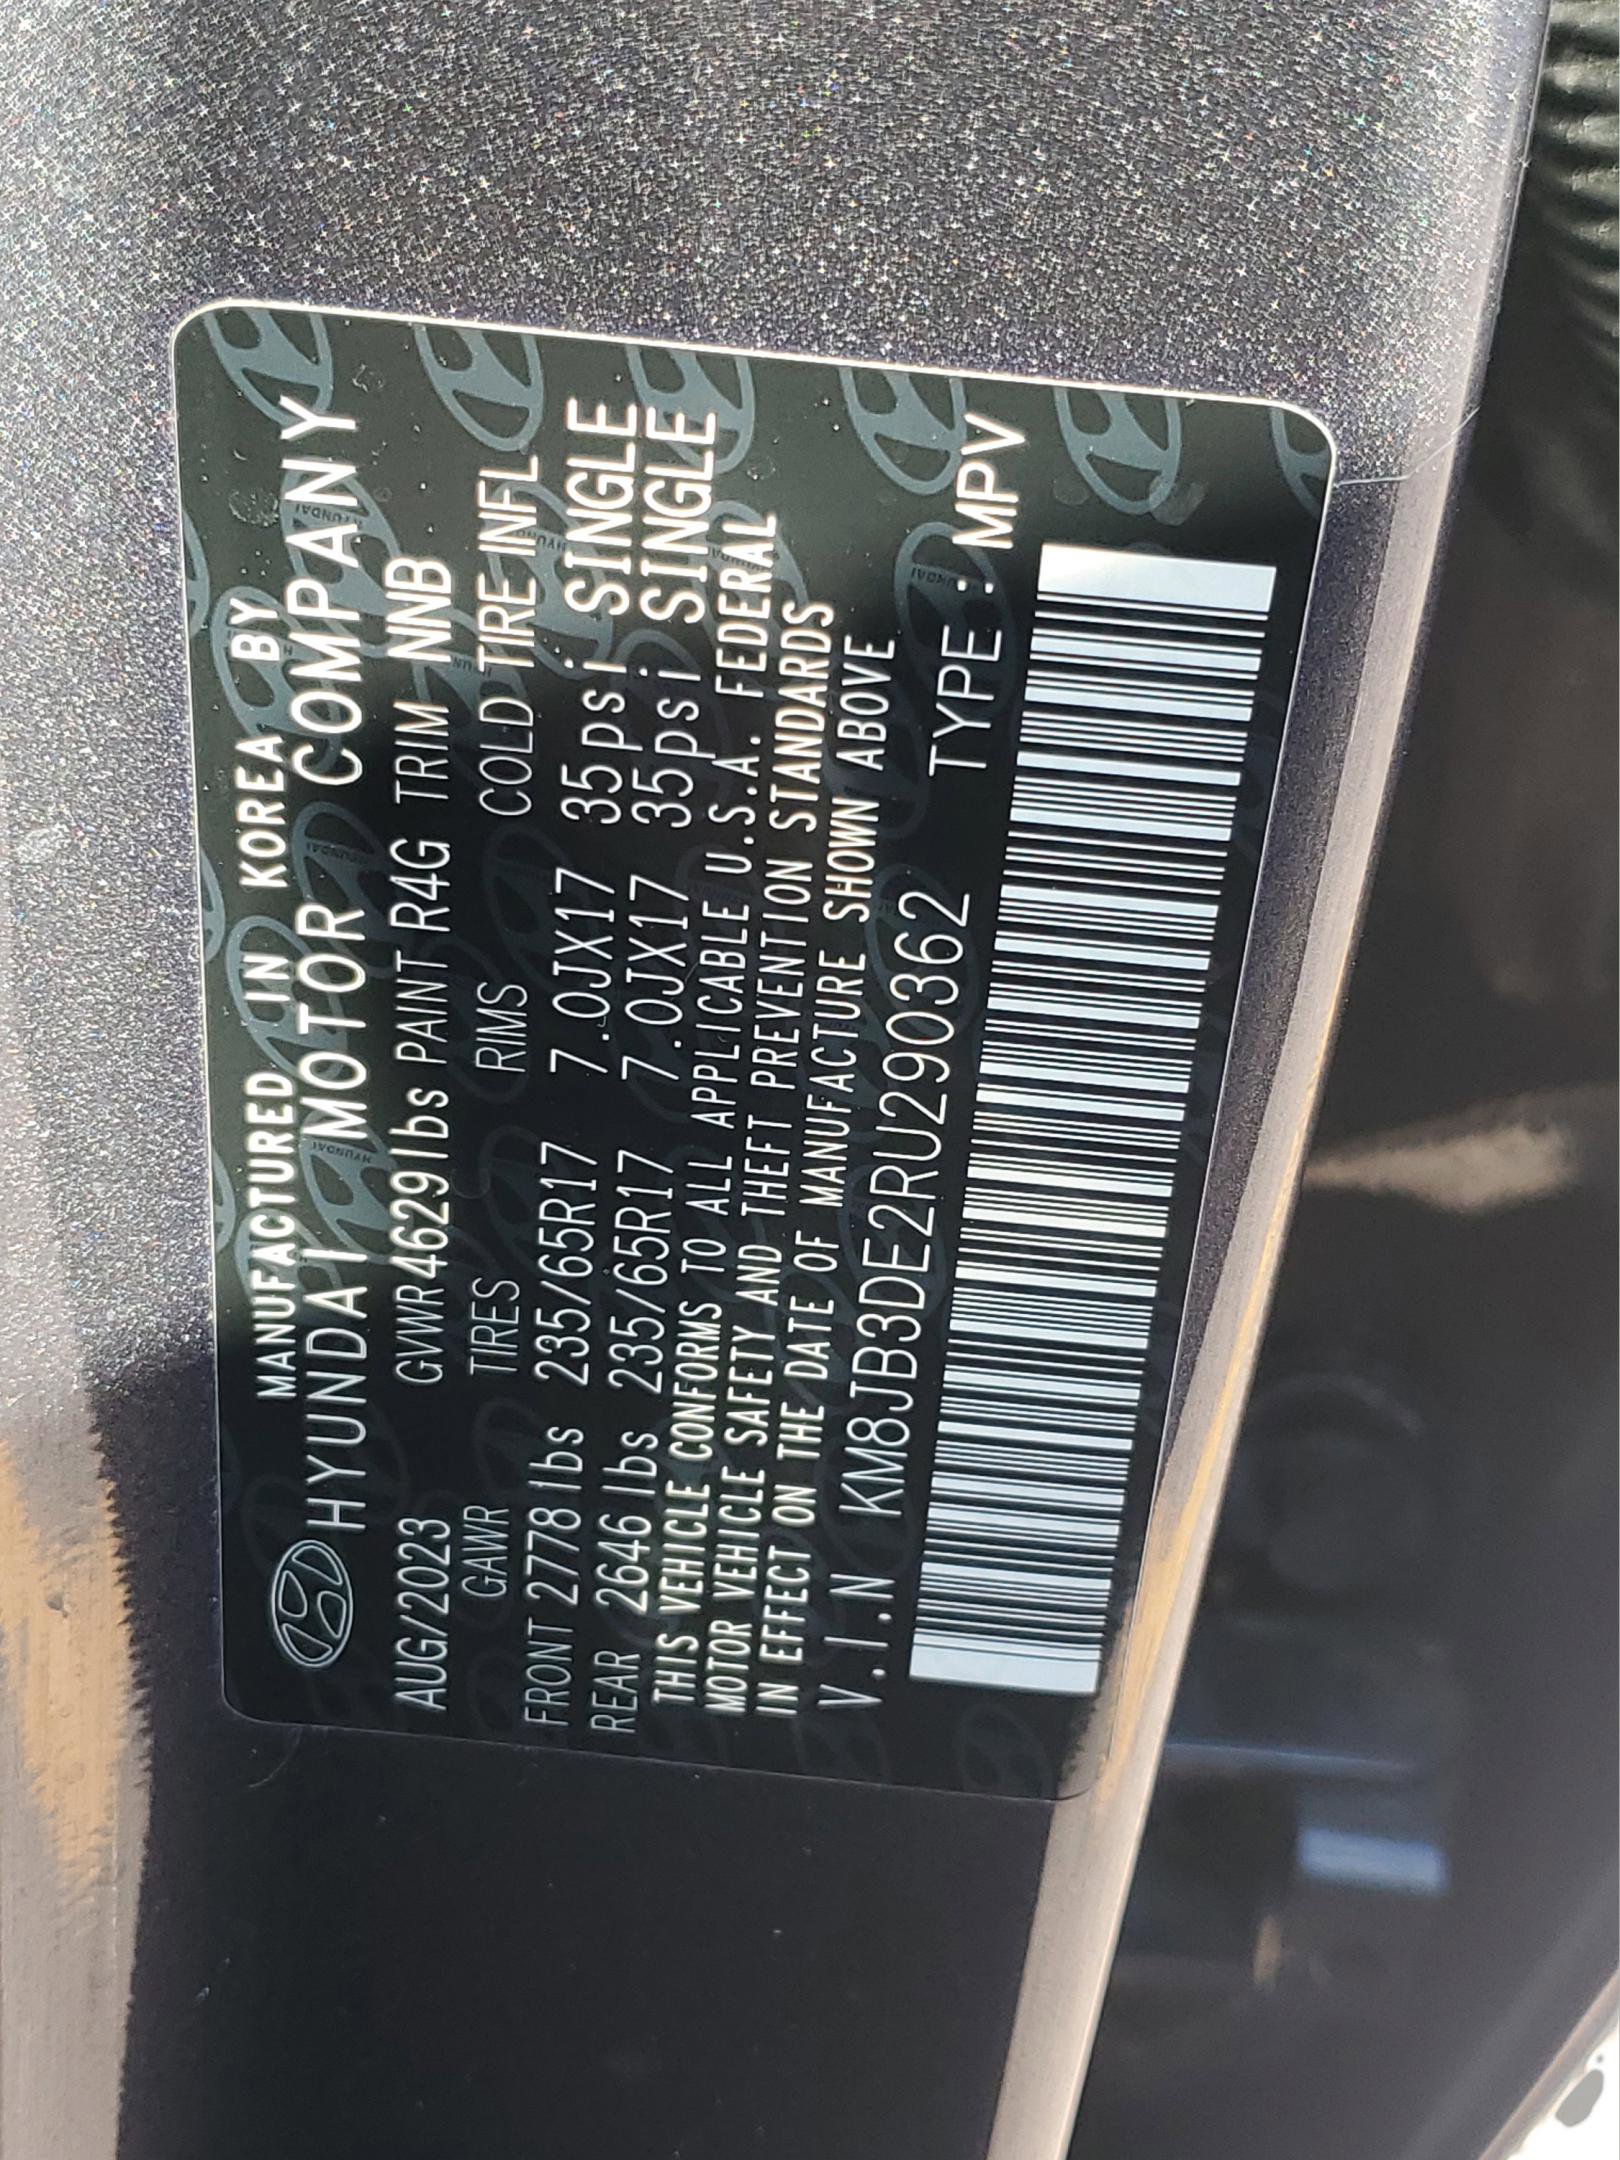 MANUFACTURED IN KOREA BY
HYUNDAI MOTOR COMPANY
AUG/2023 GVWR 4629lbs PAINT R4G TRIM NNB
GAWR TIRES RIMS COLD TIRE INFL
FRONT 2778 lbs 235/65R17 7.0JX17 35psi SINGLE
REAR 2646 lbs 235/65R17 7.0JX17 35psi SINGLE
THIS VEHICLE CONFORMS TO ALL APPLICABLE U.S.A. FEDERAL
MOTOR VEHICLE SAFETY AND THEFT PREVENTION STANDARDS
IN EFFECT ON THE DATE OF MANUFACTURE SHOWN ABOVE
V.I.N KM8JB3DE2RU290362 TYPE : MPV